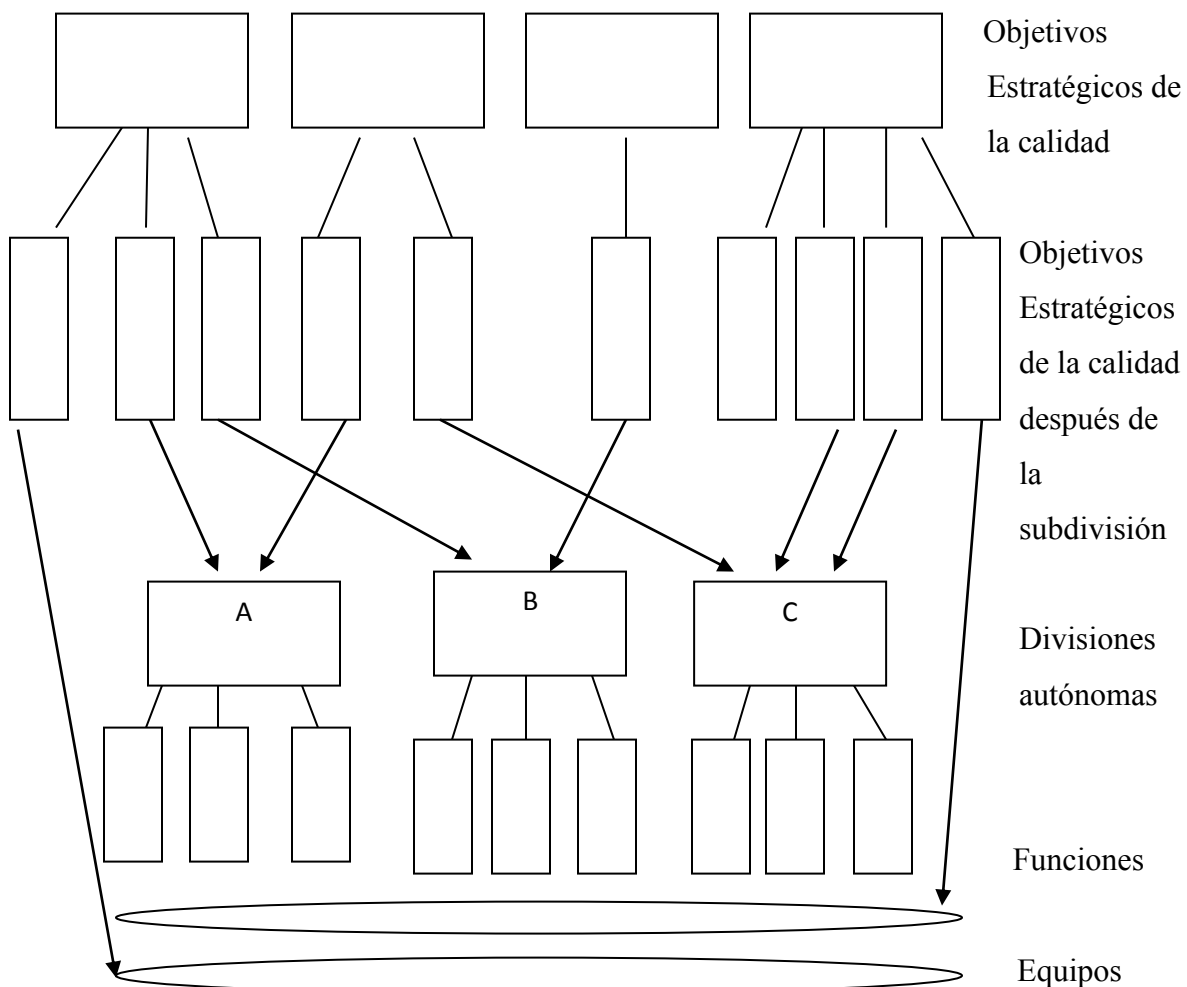 Objetivos
Estratégicos de
la calidad
Objetivos
Estratégicos
de la calidad
después de
la
subdivisión
A
B
C
Divisiones
autónomas
Funciones
Equipos